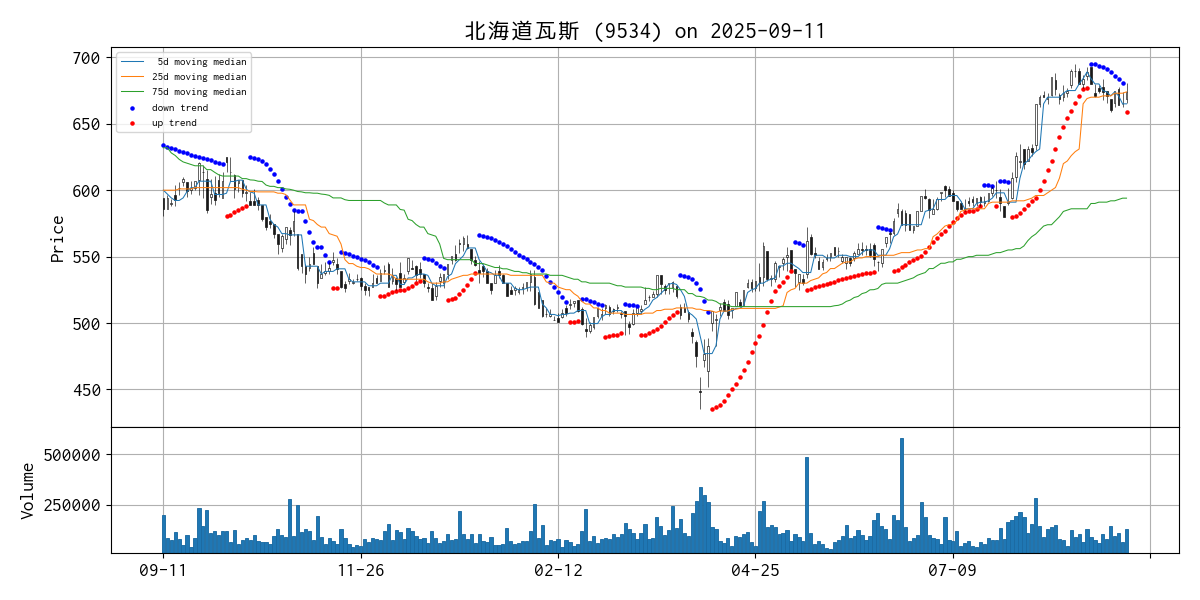 北海道瓦斯 (9534) on 2025-09-11
700
650
600
550
500
450
Price
5d moving median
25d moving median
75d moving median
down trend
up trend
500000
250000
Volume
09-11
11-26
02-12
04-25
07-09